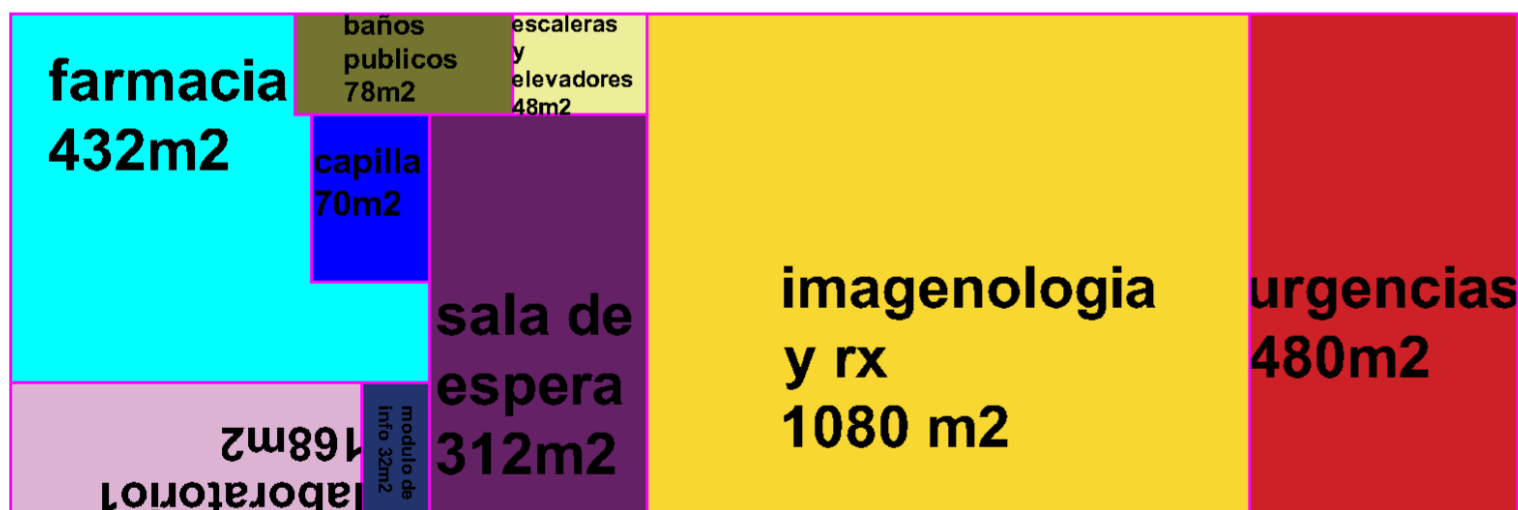 farmacia
432m2
baños
publicos
78m2
escaleras
y
elevadores
48m2
capilla
70m2
sala de
espera
312m2
imagenologia
y rx
1080 m2
urgencias
480m2
laboratorio1
168m2
modulo de
info 32m2